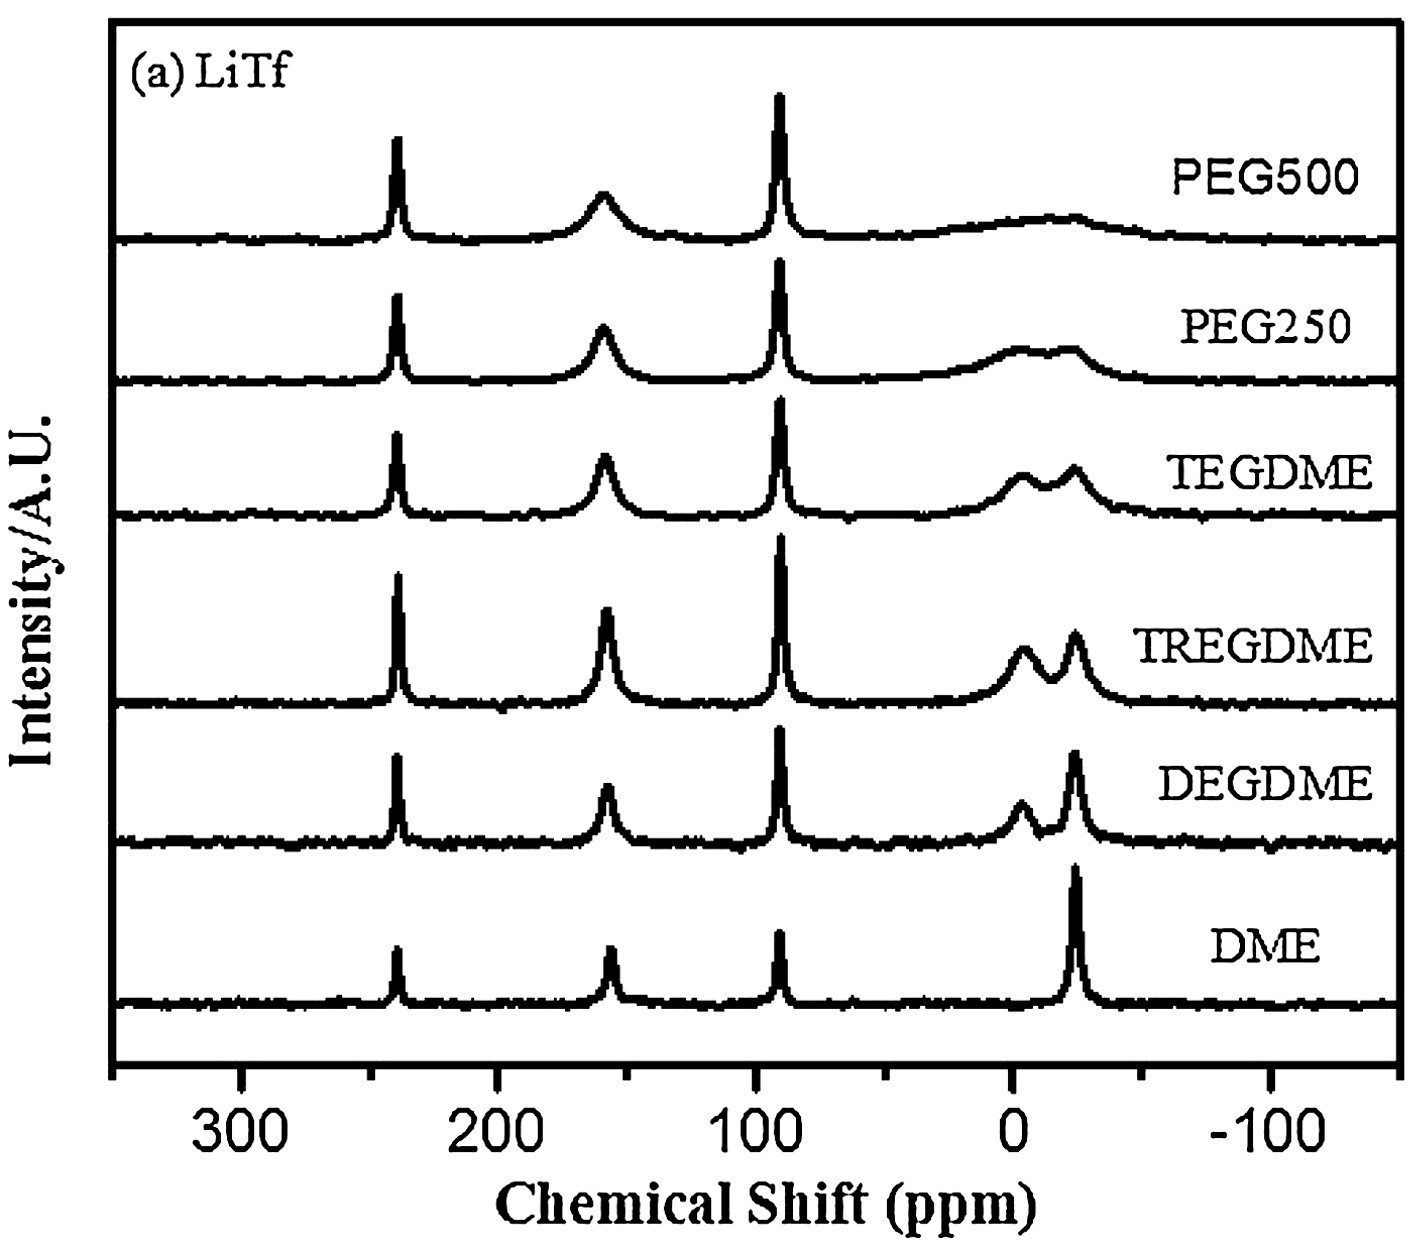 (a) LiTf
PEG500
PEG250
TEGDME
TREGDME
DEGDME
DME
Intensity/A.U.
300 200 100 0 -100
Chemical Shift (ppm)